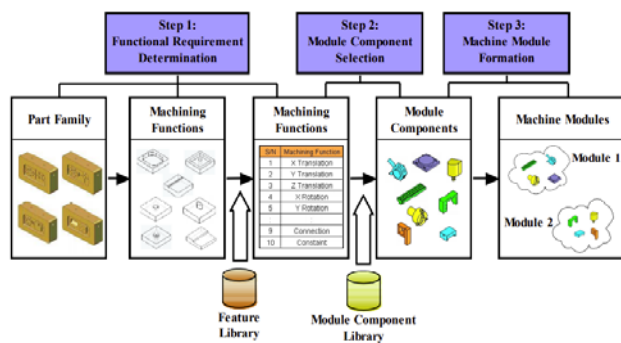 Step 1:
Functional Requirement
Determination
Step 2:
Module Component
Selection
Step 3:
Machine Module
Formation
Part Family
Machining
Functions
Machining
Functions
S/N Machining Function
1 X Translation
2 Y Translation
3 Z Translation
4 X Rotation
5 Y Rotation
9 Connection
10 Constaint
Module
Components
Machine Modules
Module 1
Module 2
Feature
Library
Module Component
Library